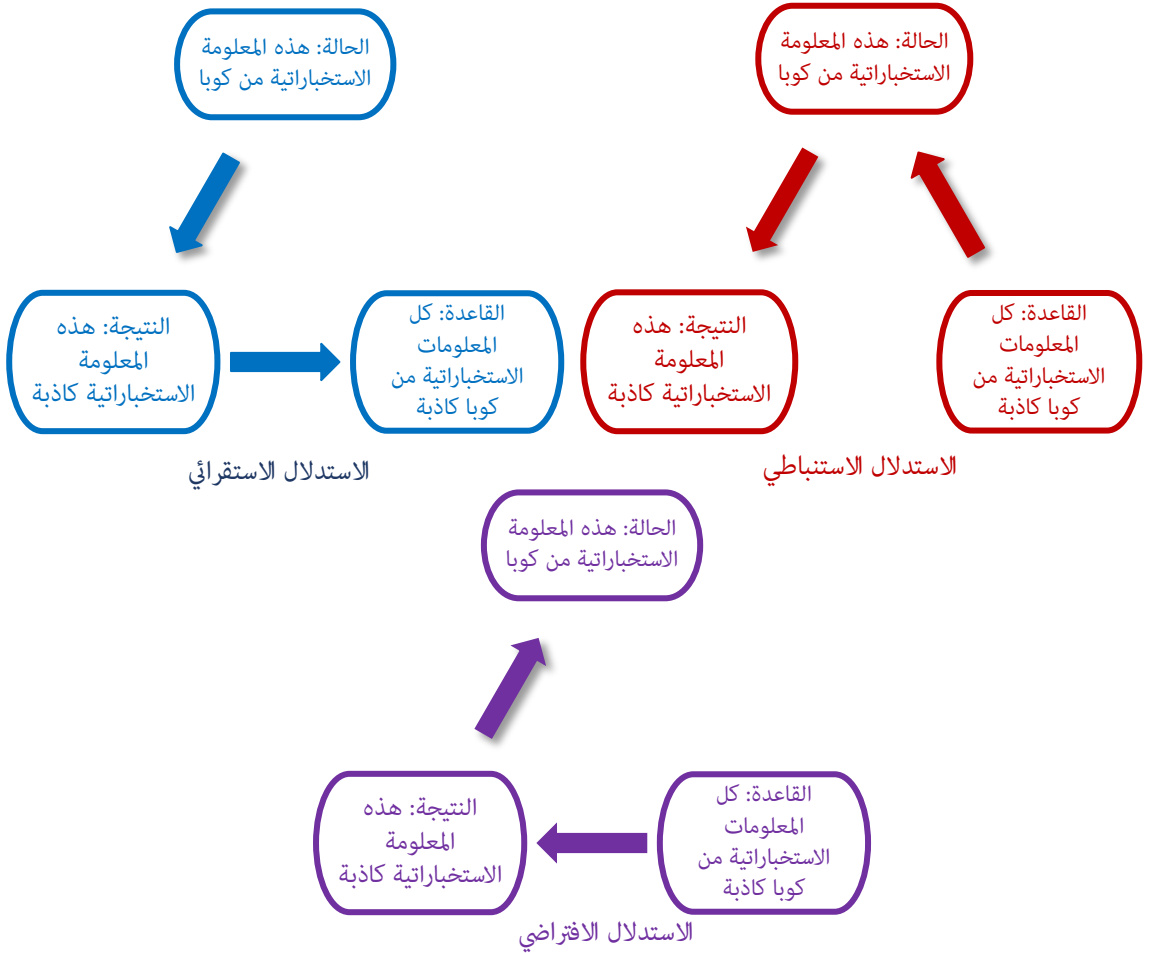 الحالة: هذه المعلومة
الاستخباراتية من كوبا
القاعدة: كل
المعلومات
الاستخباراتية من
كوبا كاذبة
النتيجة: هذه
المعلومة
الاستخباراتية كاذبة
الاستدلال الاستنباطي
الحالة: هذه المعلومة
الاستخباراتية من كوبا
القاعدة: كل
المعلومات
الاستخباراتية من
كوبا كاذبة
النتيجة: هذه
المعلومة
الاستخباراتية كاذبة
الاستدلال الاستقرائي
الحالة: هذه المعلومة
الاستخباراتية من كوبا
القاعدة: كل
المعلومات
الاستخباراتية من
كوبا كاذبة
النتيجة: هذه
المعلومة
الاستخباراتية كاذبة
الاستدلال الافتراضي